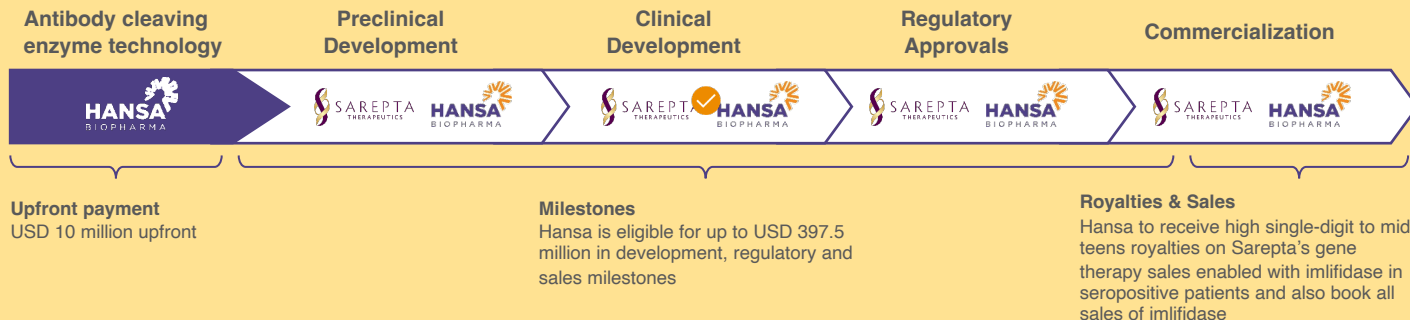 Antibody cleaving
enzyme technology
Preclinical
Development
Clinical
Development
Regulatory
Approvals
Commercialization
HANSA
BIOPHARMA
SAREPTA
THERAPEUTICS
HANSA
BIOPHARMA
SAREPTA
THERAPEUTICS
HANSA
BIOPHARMA
SAREPTA
THERAPEUTICS
HANSA
BIOPHARMA
SAREPTA
THERAPEUTICS
HANSA
BIOPHARMA
Upfront payment
USD 10 million upfront
Milestones
Hansa is eligible for up to USD 397.5
million in development, regulatory and
sales milestones
Royalties & Sales
Hansa to receive high single-digit to mid
teens royalties on Sarepta's gene
therapy sales enabled with imlifidase in
seropositive patients and also book all
sales of imlifidase